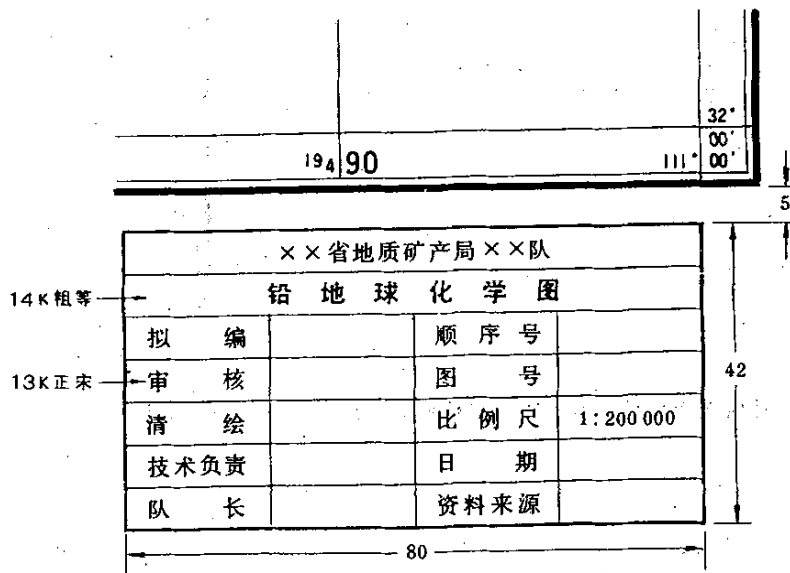 32°
00′
194 90
111° 00′
5
××省地质矿产局××队
14K粗等
铅地球化学图
拟编 顺序号
13K正宋
审核 图号
42
清绘 比例尺 1:200 000
技术负责 日期
队长 资料来源
80